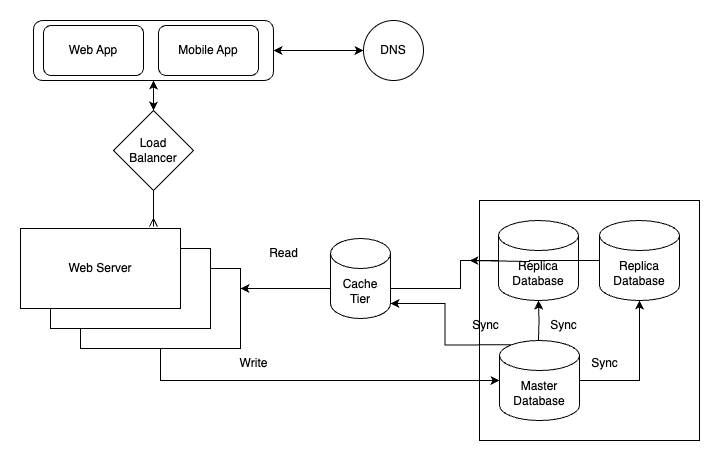 Web App
Mobile App
DNS
Load
Balancer
Web Server
Read
Cache
Tier
Replica
Database
Replica
Database
Sync
Sync
Write
Sync
Master
Database